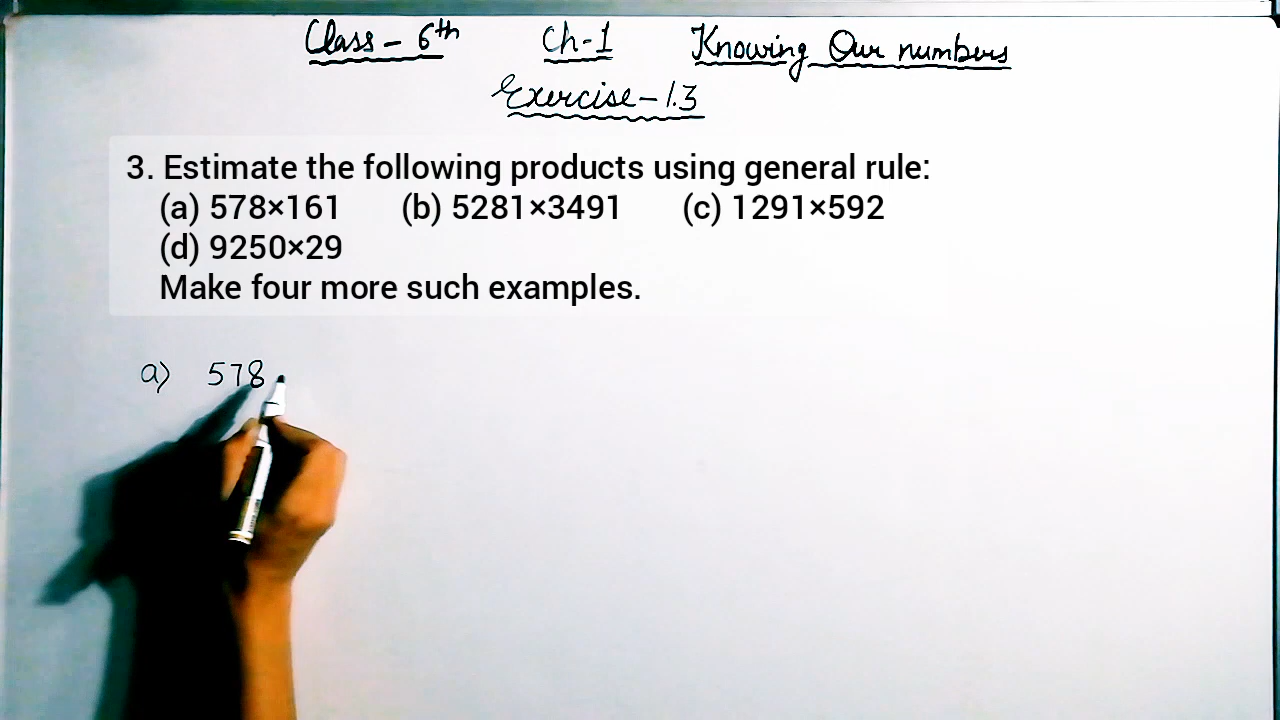 Class - 6th Ch-1 Knowing Our numbers
Exercise - 1.3
3. Estimate the following products using general rule:
(a) 578×161 (b) 5281×3491 (c) 1291×592
(d) 9250×29
Make four more such examples.
a) 578